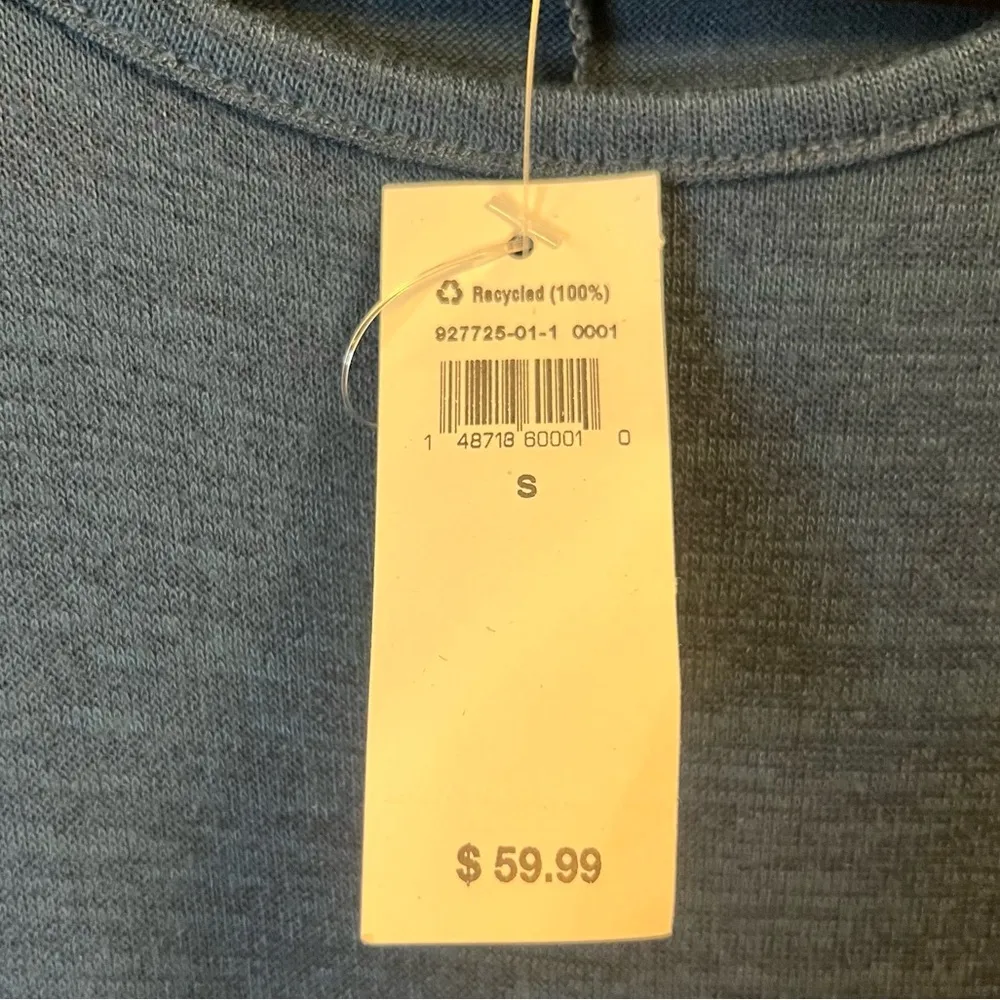 Recycled (100%)
927725-01-1 0001
1 48718 60001 0
S
$ 59.99